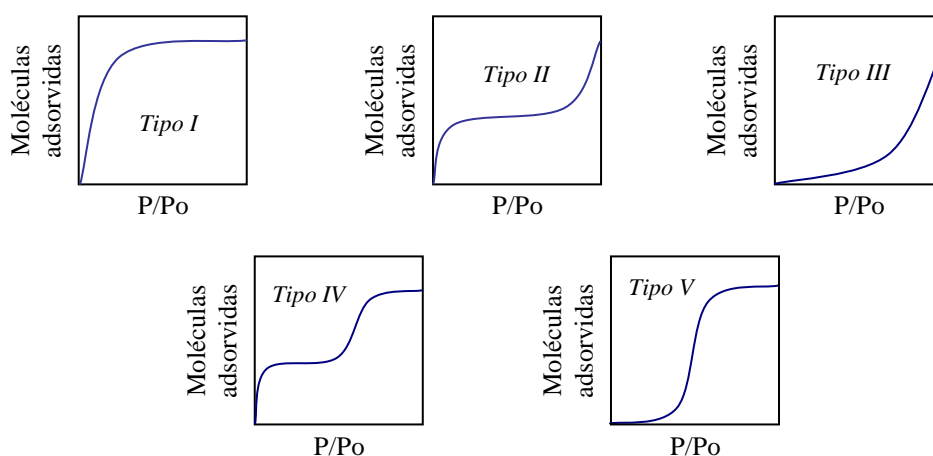 Moléculas
adsorvidas
Tipo I
P/Po
Moléculas
adsorvidas
Tipo II
P/Po
Moléculas
adsorvidas
Tipo III
P/Po
Moléculas
adsorvidas
Tipo IV
P/Po
Moléculas
adsorvidas
Tipo V
P/Po